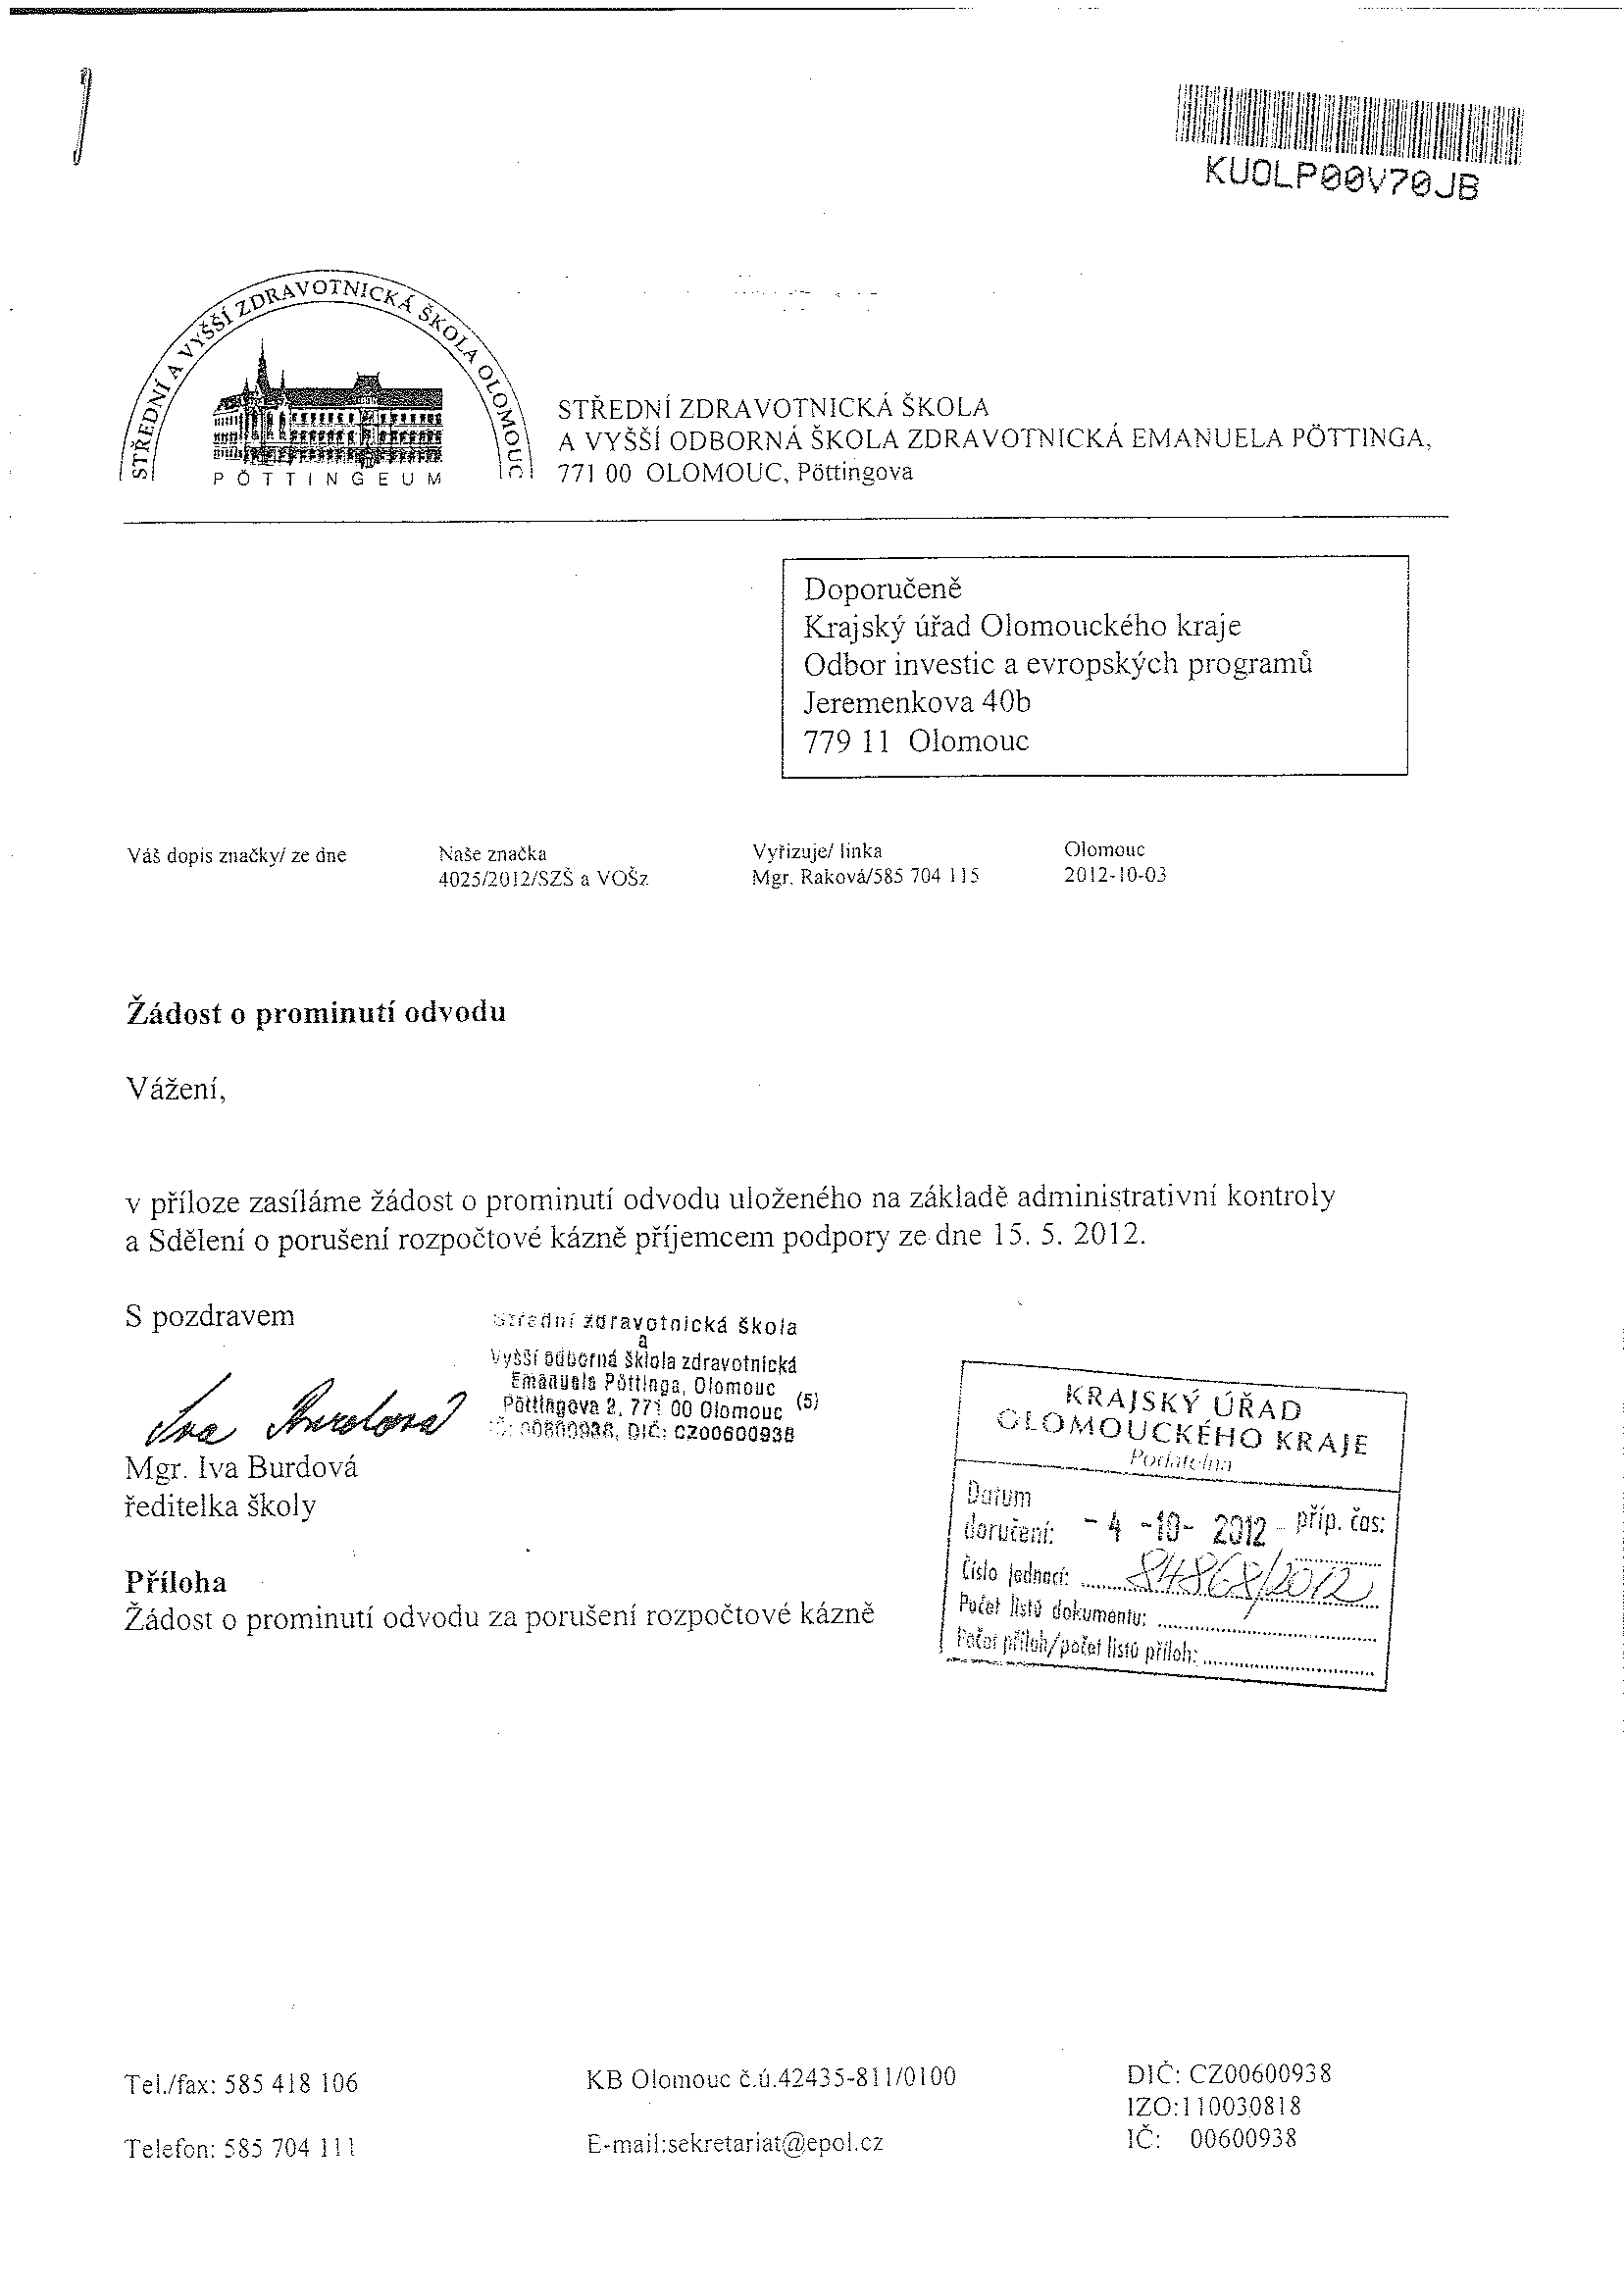 KUOLP00V70JB
STŘEDNÍ A VYŠŠÍ ZDRAVOTNICKÁ ŠKOLA OLOMOUC
PÖTTINGEUM
STŘEDNÍ ZDRAVOTNICKÁ ŠKOLA
A VYŠŠÍ ODBORNÁ ŠKOLA ZDRAVOTNICKÁ EMANUELA PÖTTINGA,
771 00 OLOMOUC, Pöttingova
Doporučeně
Krajský úřad Olomouckého kraje
Odbor investic a evropských programů
Jeremenkova 40b
779 11 Olomouc
Váš dopis značky/ ze dne
Naše značka
4025/2012/SZŠ a VOŠz
Vyřizuje/ linka
Mgr. Raková/585 704 115
Olomouc
2012-10-03
Žádost o prominutí odvodu
Vážení,
v příloze zasíláme žádost o prominutí odvodu uloženého na základě administrativní kontroly
a Sdělení o porušení rozpočtové kázně příjemcem podpory ze dne 15. 5. 2012.
S pozdravem
Střední zdravotnická škola
a
Vyšší odborná škola zdravotnická
Emanuela Pöttinga, Olomouc
Pöttingova 2, 771 00 Olomouc (5)
IČ: 00600938, DIČ: CZ00600938
Iva Burdová
Mgr. Iva Burdová
ředitelka školy
KRAJSKÝ ÚŘAD
OLOMOUCKÉHO KRAJE
Podatelna
Datum
doručení: - 4 -10- 2012 příp. čas:
Číslo jednací: 84868/2012
Počet listů dokumentu:
Počet příloh/počet listů příloh:
Příloha
Žádost o prominutí odvodu za porušení rozpočtové kázně
Tel./fax: 585 418 106
Telefon: 585 704 111
KB Olomouc č.ú.42435-811/0100
E-mail:sekretariat@epol.cz
DIČ: CZ00600938
IZO:110030818
IČ: 00600938